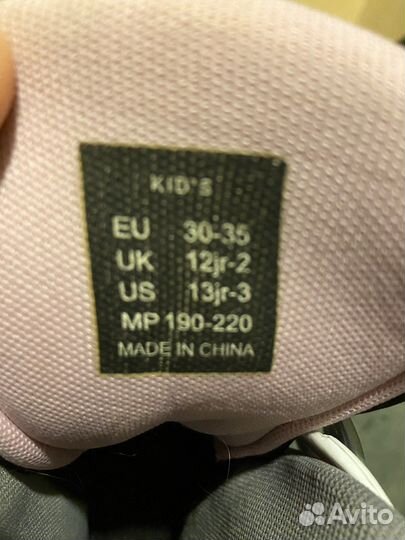 KID'S
EU 30-35
UK 12jr-2
US 13jr-3
MP 190-220
MADE IN CHINA
Avito